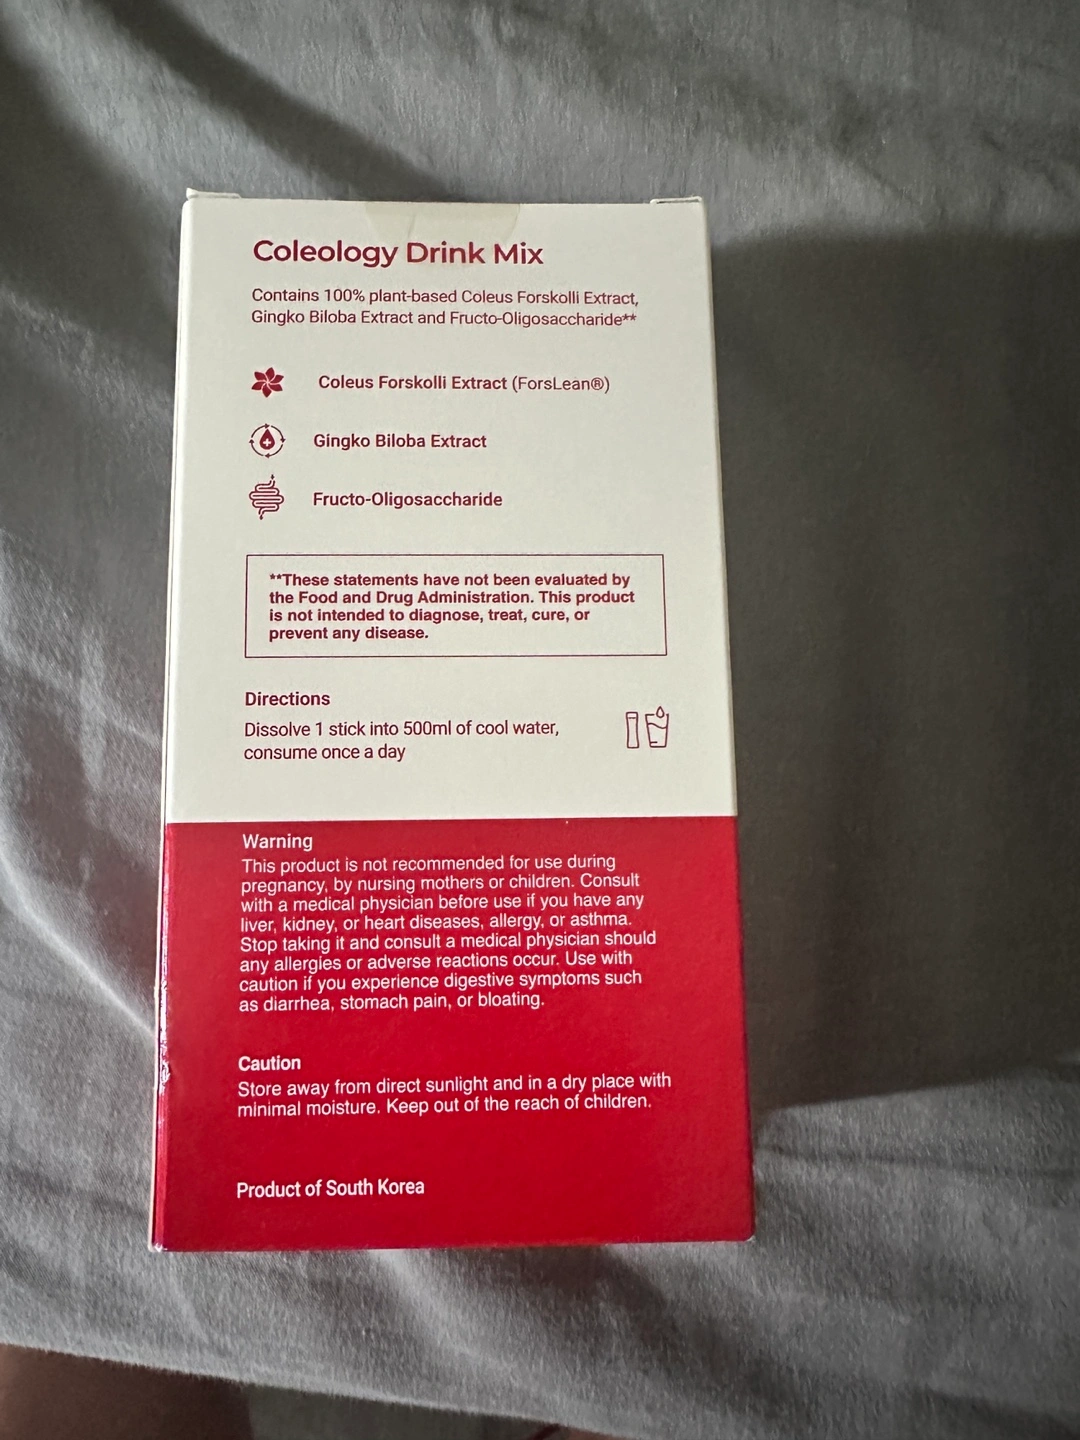 Coleology Drink Mix
Contains 100% plant-based Coleus Forskolli Extract,
Gingko Biloba Extract and Fructo-Oligosaccharide**
Coleus Forskolli Extract (ForsLean®)
Gingko Biloba Extract
Fructo-Oligosaccharide
**These statements have not been evaluated by
the Food and Drug Administration. This product
is not intended to diagnose, treat, cure, or
prevent any disease.
Directions
Dissolve 1 stick into 500ml of cool water,
consume once a day
Warning
This product is not recommended for use during
pregnancy, by nursing mothers or children. Consult
with a medical physician before use if you have any
liver, kidney, or heart diseases, allergy, or asthma.
Stop taking it and consult a medical physician should
any allergies or adverse reactions occur. Use with
caution if you experience digestive symptoms such
as diarrhea, stomach pain, or bloating.
Caution
Store away from direct sunlight and in a dry place with
minimal moisture. Keep out of the reach of children.
Product of South Korea